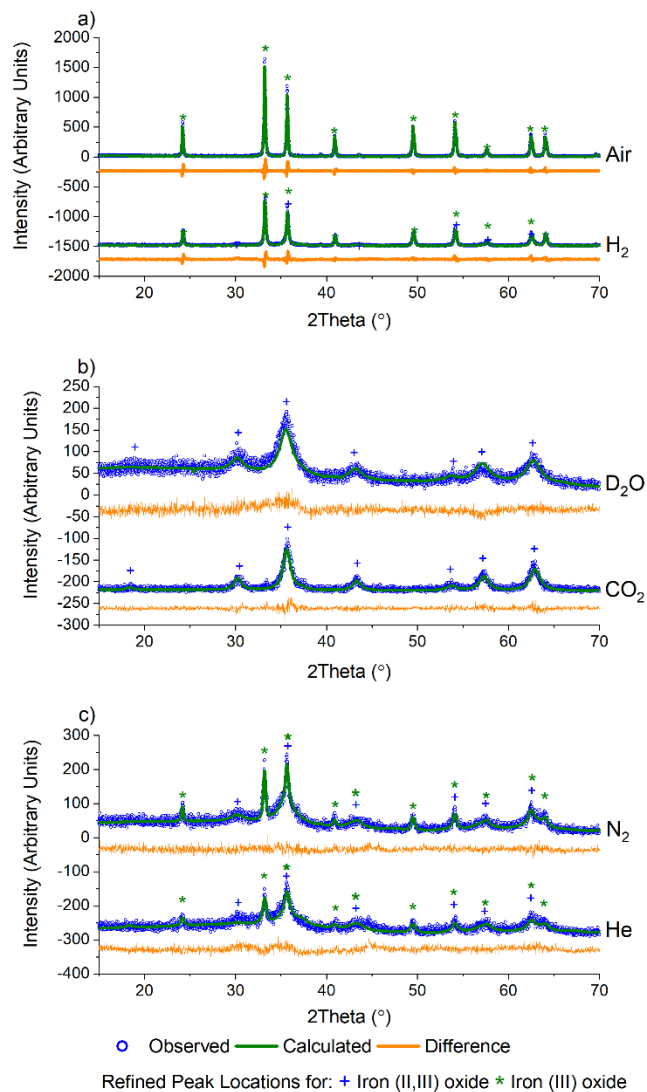 a)
2000
1500
1000
500
0
-500
-1000
-1500
-2000
Intensity (Arbitrary Units)
Air
H2
20 30 40 50 60 70
2Theta (°)
b)
250
200
150
100
50
0
-50
-100
-150
-200
-250
-300
Intensity (Arbitrary Units)
D2O
CO2
20 30 40 50 60 70
2Theta (°)
c)
300
200
100
0
-100
-200
-300
-400
Intensity (Arbitrary Units)
N2
He
20 30 40 50 60 70
2Theta (°)
Observed Calculated Difference
Refined Peak Locations for: + Iron (II,III) oxide * Iron (III) oxide